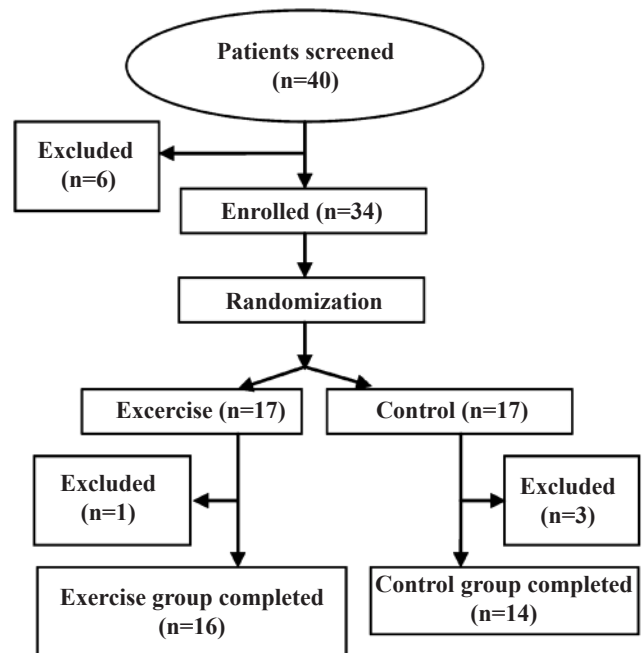 Patients screened
(n=40)
Excluded
(n=6)
Enrolled (n=34)
Randomization
Excercise (n=17)
Control (n=17)
Excluded
(n=1)
Excluded
(n=3)
Exercise group completed
(n=16)
Control group completed
(n=14)